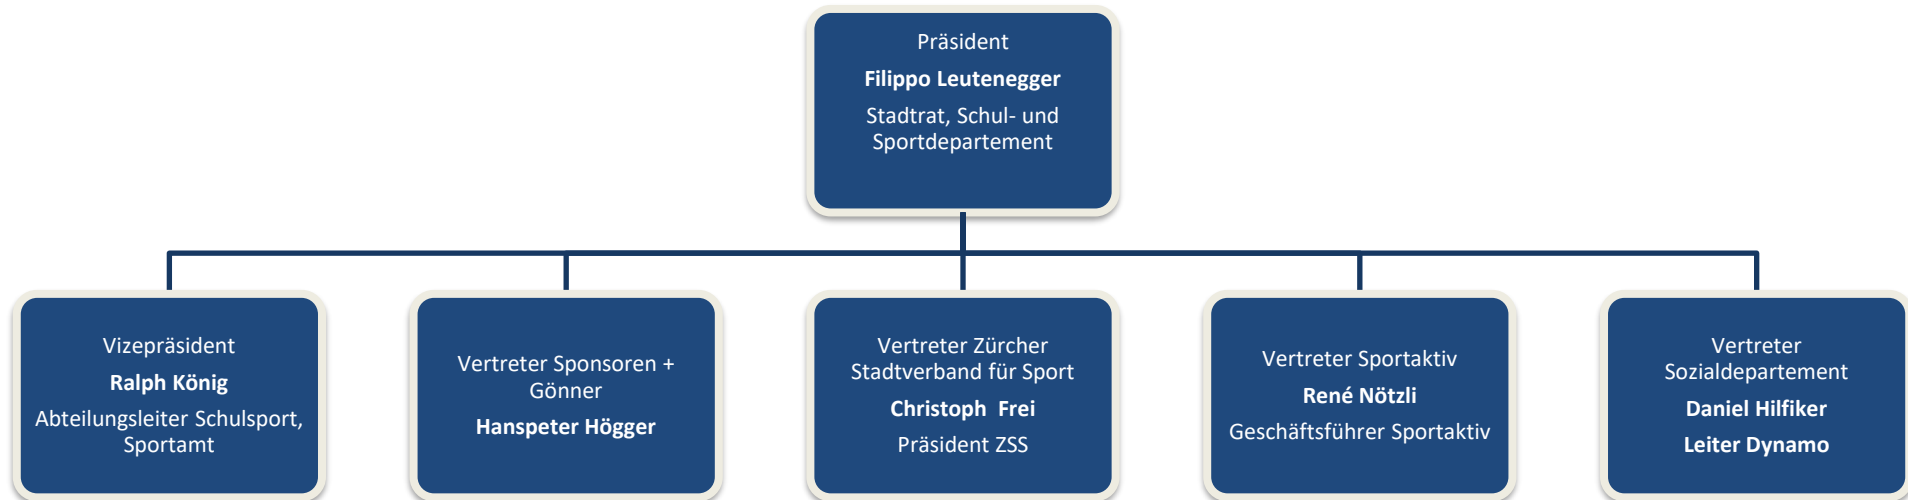 Präsident
Filippo Leutenegger
Stadtrat, Schul- und
Sportdepartement
Vizepräsident
Ralph König
Abteilungsleiter Schulsport,
Sportamt
Vertreter Sponsoren +
Gönner
Hanspeter Högger
Vertreter Zürcher
Stadtverband für Sport
Christoph  Frei
Präsident ZSS
Vertreter Sportaktiv
René Nötzli
Geschäftsführer Sportaktiv
Vertreter
Sozialdepartement
Daniel Hilfiker
Leiter Dynamo